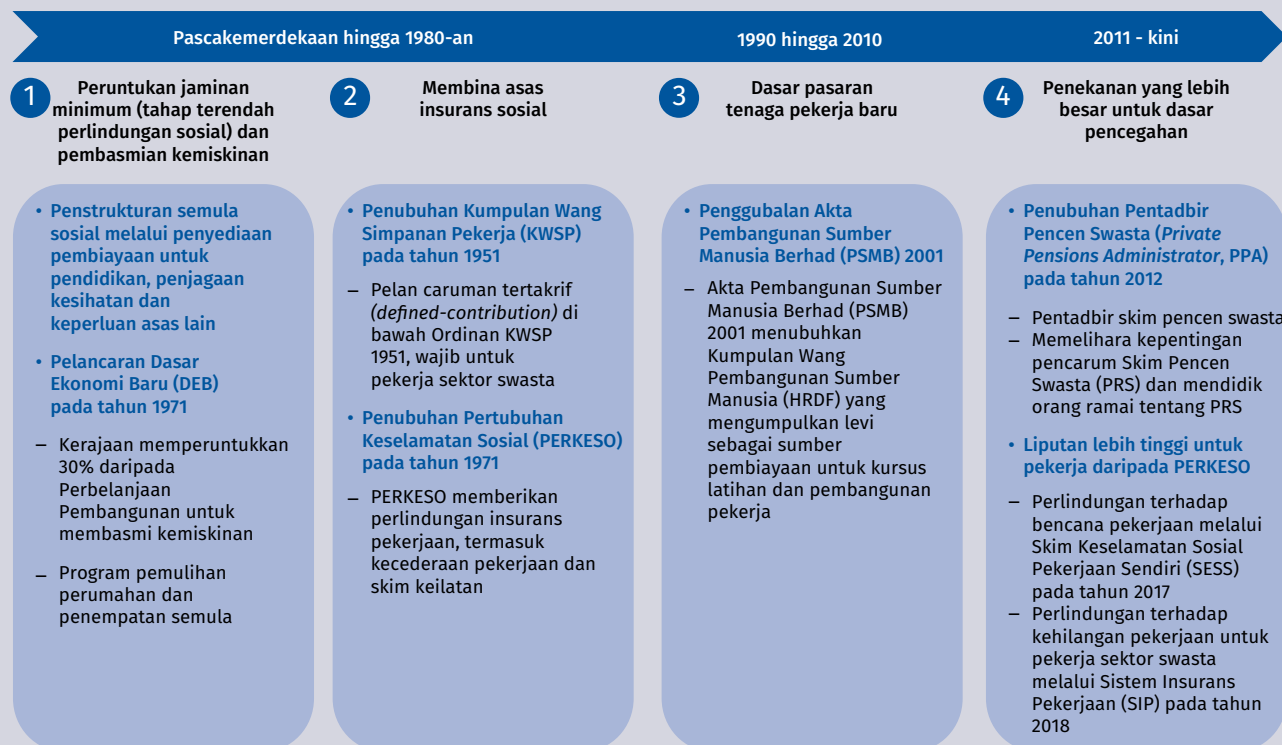 Pascakemerdekaan hingga 1980-an
1990 hingga 2010
2011 - kini
1
Peruntukan jaminan
minimum (tahap terendah
perlindungan sosial) dan
pembasmian kemiskinan
2
Membina asas
insurans sosial
3
Dasar pasaran
tenaga pekerja baru
4
Penekanan yang lebih
besar untuk dasar
pencegahan
• Penstrukturan semula
sosial melalui penyediaan
pembiayaan untuk
pendidikan, penjagaan
kesihatan dan
keperluan asas lain
• Pelancaran Dasar
Ekonomi Baru (DEB)
pada tahun 1971
– Kerajaan memperuntukkan
30% daripada
Perbelanjaan
Pembangunan untuk
membasmi kemiskinan
– Program pemulihan
perumahan dan
penempatan semula
• Penubuhan Kumpulan Wang
Simpanan Pekerja (KWSP)
pada tahun 1951
– Pelan caruman tertakrif
(defined-contribution) di
bawah Ordinan KWSP
1951, wajib untuk
pekerja sektor swasta
• Penubuhan Pertubuhan
Keselamatan Sosial (PERKESO)
pada tahun 1971
– PERKESO memberikan
perlindungan insurans
pekerjaan, termasuk
kecederaan pekerjaan dan
skim keilatan
• Penggubalan Akta
Pembangunan Sumber
Manusia Berhad (PSMB) 2001
– Akta Pembangunan Sumber
Manusia Berhad (PSMB)
2001 menubuhkan
Kumpulan Wang
Pembangunan Sumber
Manusia (HRDF) yang
mengumpulkan levi
sebagai sumber
pembiayaan untuk kursus
latihan dan pembangunan
pekerja
• Penubuhan Pentadbir
Pencen Swasta (Private
Pensions Administrator, PPA)
pada tahun 2012
– Pentadbir skim pencen swasta
– Memelihara kepentingan
pencarum Skim Pencen
Swasta (PRS) dan mendidik
orang ramai tentang PRS
• Liputan lebih tinggi untuk
pekerja daripada PERKESO
– Perlindungan terhadap
bencana pekerjaan melalui
Skim Keselamatan Sosial
Pekerjaan Sendiri (SESS)
pada tahun 2017
– Perlindungan terhadap
kehilangan pekerjaan untuk
pekerja sektor swasta
melalui Sistem Insurans
Pekerjaan (SIP) pada tahun
2018